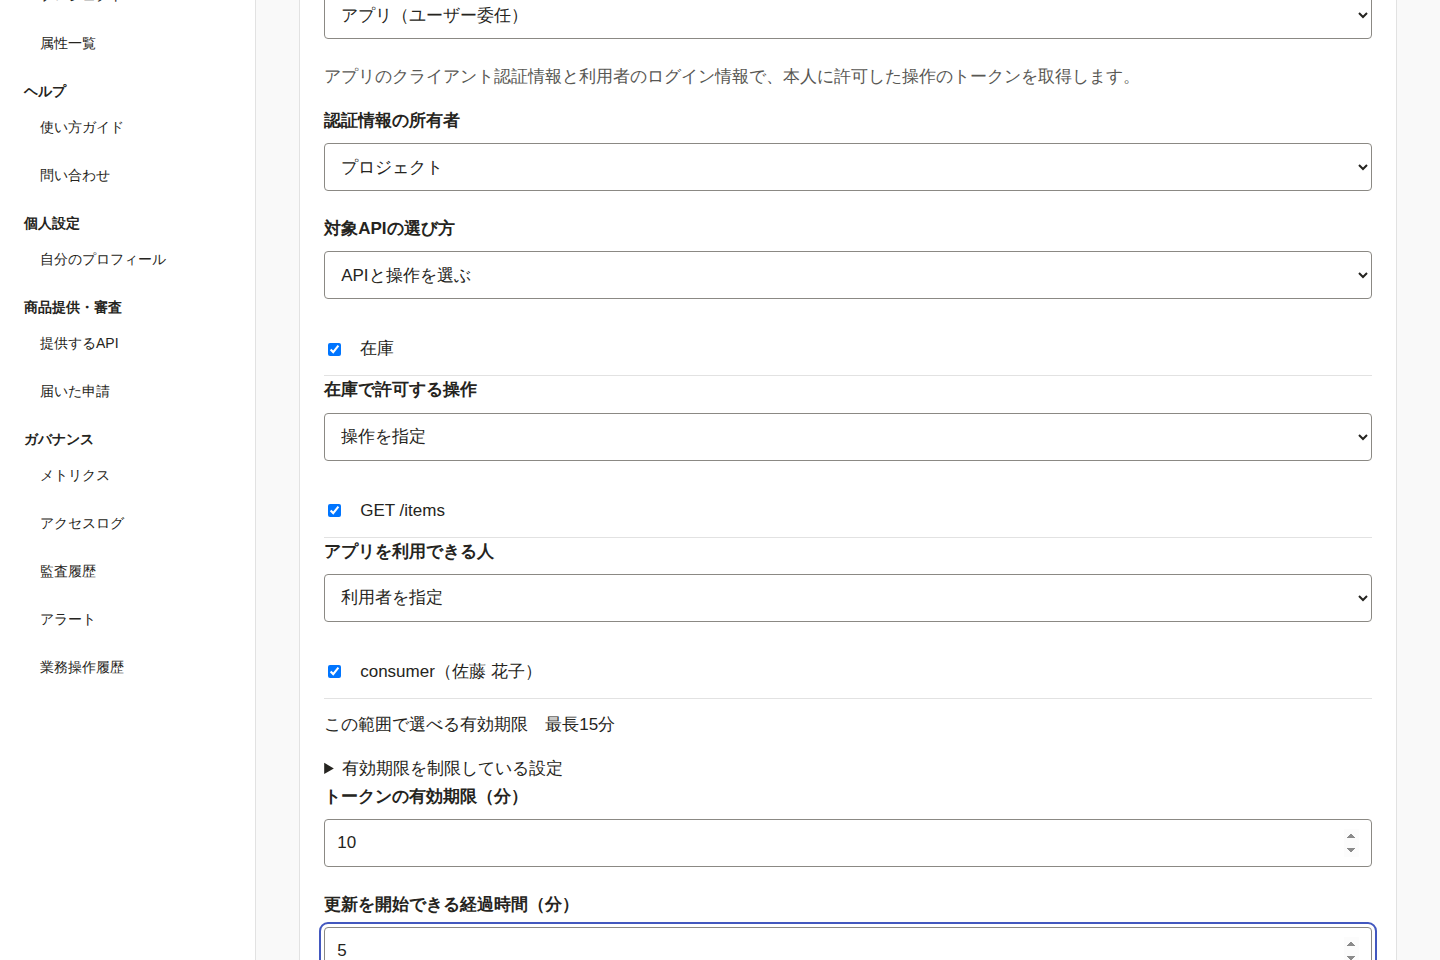 属性一覧
ヘルプ
使い方ガイド
問い合わせ
個人設定
自分のプロフィール
商品提供・審査
提供するAPI
届いた申請
ガバナンス
メトリクス
アクセスログ
監査履歴
アラート
業務操作履歴
アプリ（ユーザー委任）
アプリのクライアント認証情報と利用者のログイン情報で、本人に許可した操作のトークンを取得します。
認証情報の所有者
プロジェクト
対象APIの選び方
APIと操作を選ぶ
在庫
在庫で許可する操作
操作を指定
GET /items
アプリを利用できる人
利用者を指定
consumer（佐藤 花子）
この範囲で選べる有効期限　最長15分
有効期限を制限している設定
トークンの有効期限（分）
10
更新を開始できる経過時間（分）
5